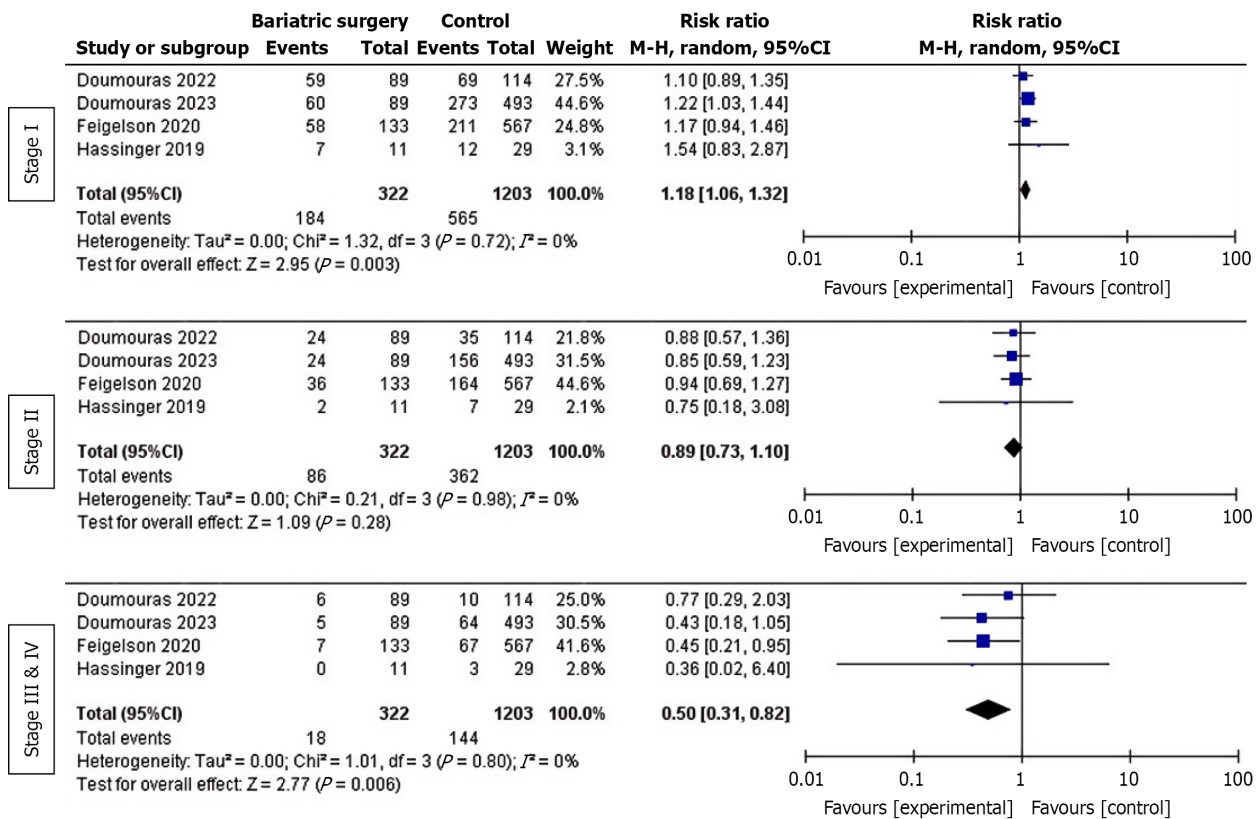 Bariatric surgery Control Risk ratio Risk ratio
Study or subgroup Events Total Events Total Weight M-H, random, 95%CI M-H, random, 95%CI
Stage I
Doumouras 2022 59 89 69 114 27.5% 1.10 [0.89, 1.35]
Doumouras 2023 60 89 273 493 44.6% 1.22 [1.03, 1.44]
Feigelson 2020 58 133 211 567 24.8% 1.17 [0.94, 1.46]
Hassinger 2019 7 11 12 29 3.1% 1.54 [0.83, 2.87]
Total (95%CI) 322 1203 100.0% 1.18 [1.06, 1.32]
Total events 184 565
Heterogeneity: Tau² = 0.00; Chi² = 1.32, df = 3 (P = 0.72); I² = 0%
Test for overall effect: Z = 2.95 (P = 0.003)
0.01 0.1 1 10 100
Favours [experimental] Favours [control]
Stage II
Doumouras 2022 24 89 35 114 21.8% 0.88 [0.57, 1.36]
Doumouras 2023 24 89 156 493 31.5% 0.85 [0.59, 1.23]
Feigelson 2020 36 133 164 567 44.6% 0.94 [0.69, 1.27]
Hassinger 2019 2 11 7 29 2.1% 0.75 [0.18, 3.08]
Total (95%CI) 322 1203 100.0% 0.89 [0.73, 1.10]
Total events 86 362
Heterogeneity: Tau² = 0.00; Chi² = 0.21, df = 3 (P = 0.98); I² = 0%
Test for overall effect: Z = 1.09 (P = 0.28)
0.01 0.1 1 10 100
Favours [experimental] Favours [control]
Stage III & IV
Doumouras 2022 6 89 10 114 25.0% 0.77 [0.29, 2.03]
Doumouras 2023 5 89 64 493 30.5% 0.43 [0.18, 1.05]
Feigelson 2020 7 133 67 567 41.6% 0.45 [0.21, 0.95]
Hassinger 2019 0 11 3 29 2.8% 0.36 [0.02, 6.40]
Total (95%CI) 322 1203 100.0% 0.50 [0.31, 0.82]
Total events 18 144
Heterogeneity: Tau² = 0.00; Chi² = 1.01, df = 3 (P = 0.80); I² = 0%
Test for overall effect: Z = 2.77 (P = 0.006)
0.01 0.1 1 10 100
Favours [experimental] Favours [control]